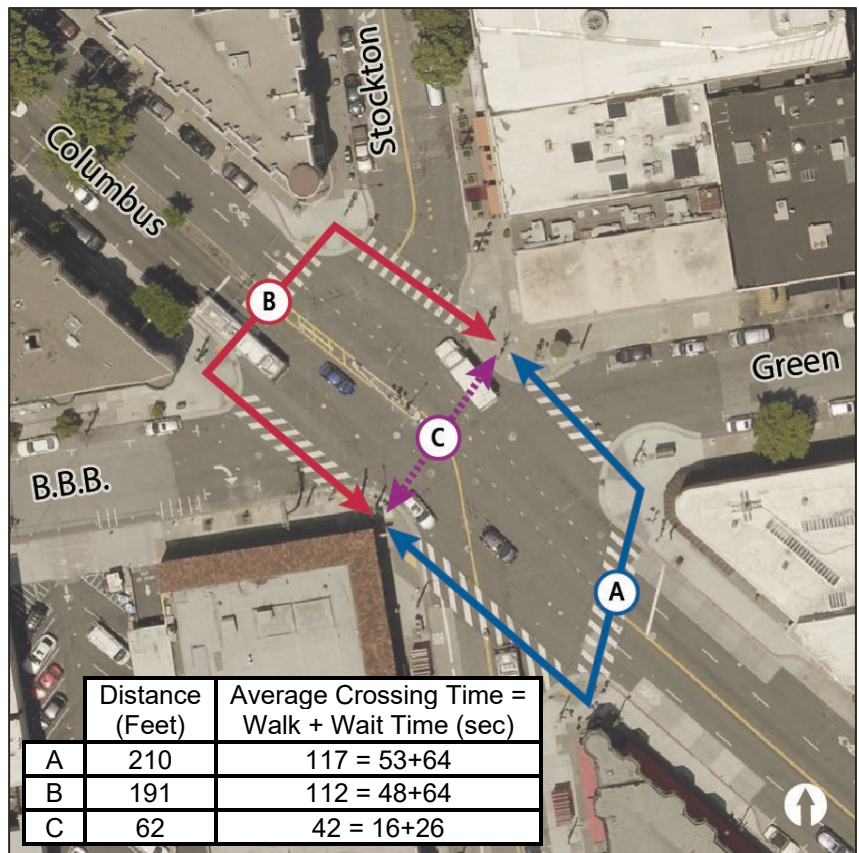 Stockton
Columbus
B
Green
C
B.B.B.
A
Distance (Feet) Average Crossing Time = Walk + Wait Time (sec)
A 210 117 = 53+64
B 191 112 = 48+64
C 62 42 = 16+26